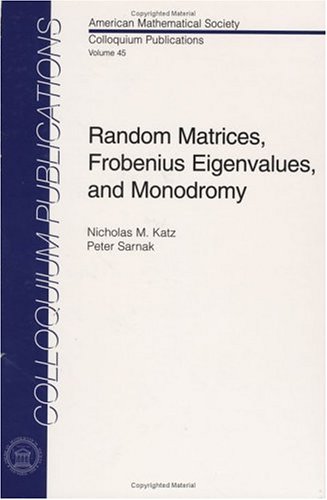 Copyrighted Material
American Mathematical Society
Colloquium Publications
Volume 45
Random Matrices,
Frobenius Eigenvalues,
and Monodromy
Nicholas M. Katz
Peter Sarnak
COLLOQUIUM PUBLICATIONS
Copyrighted Material